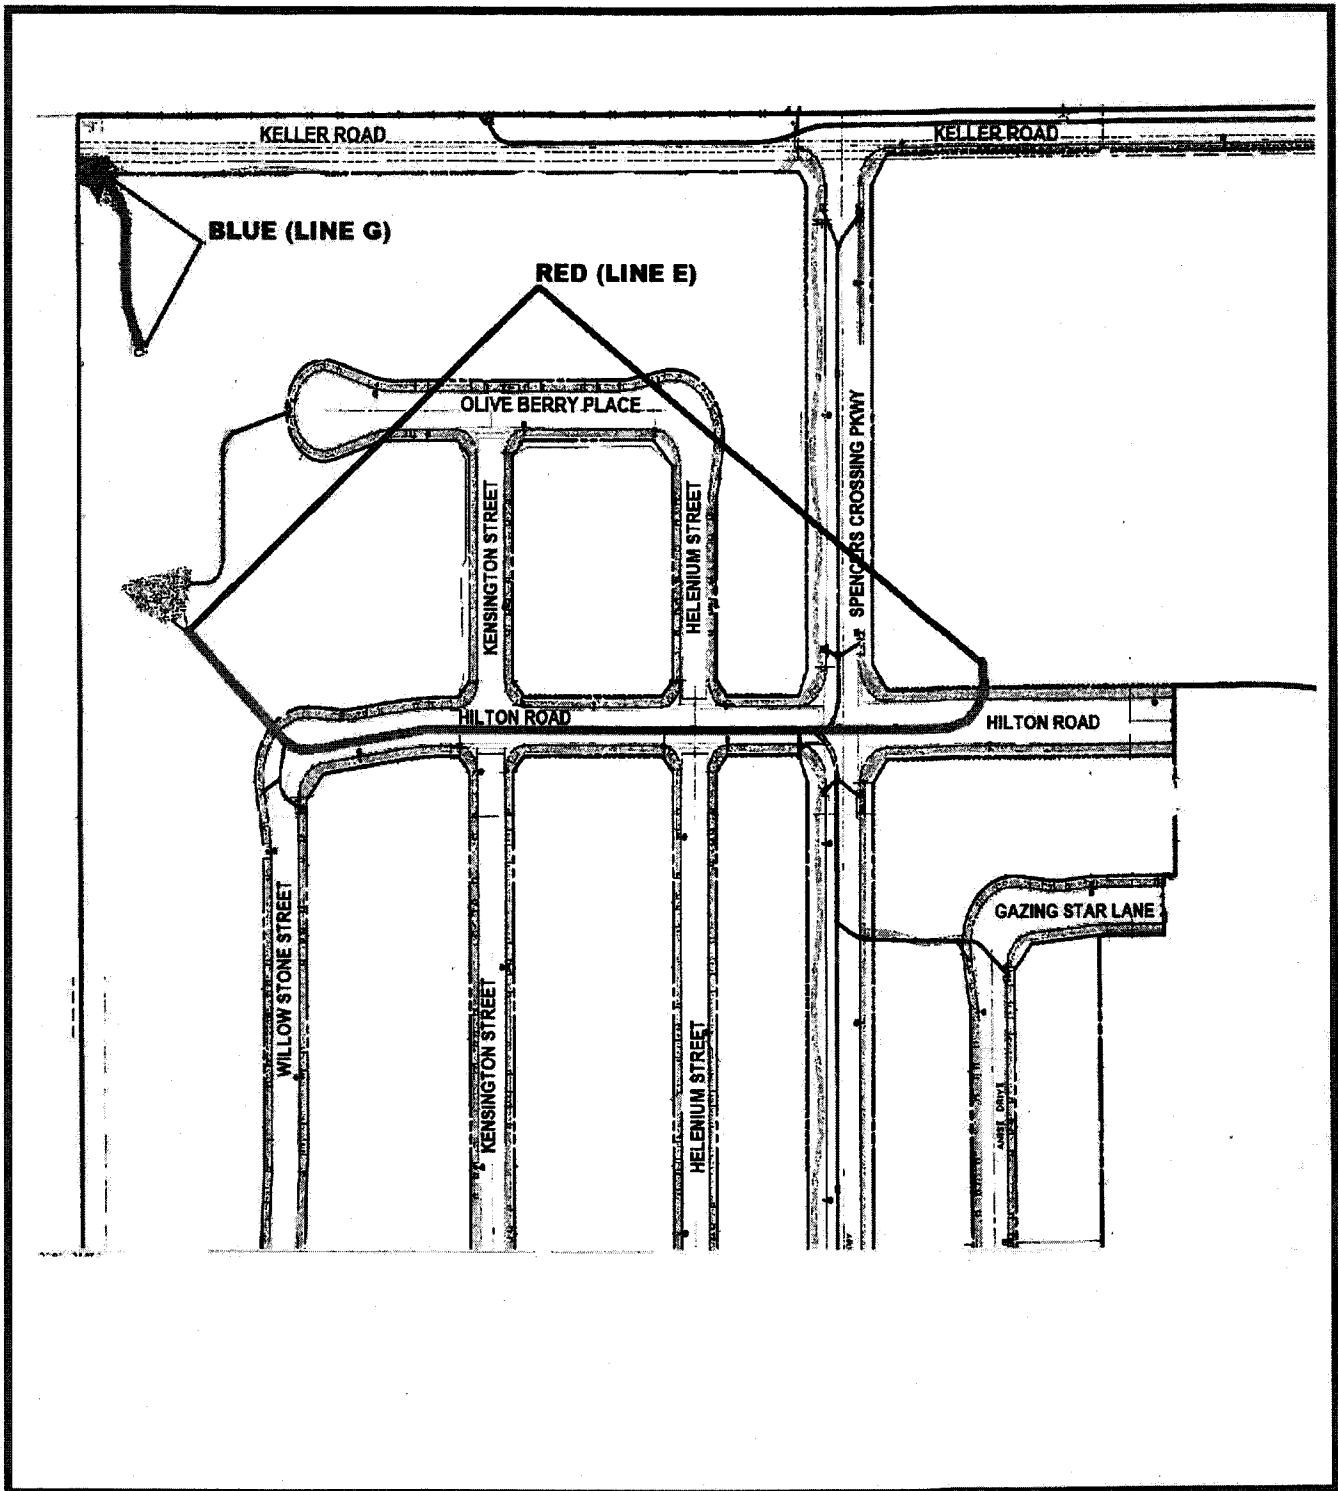 KELLER ROAD
KELLER ROAD
BLUE (LINE G)
RED (LINE E)
OLIVE BERRY PLACE
KENSINGTON STREET
HELENIUM STREET
SPENCERS CROSSING PKWY
HILTON ROAD
HILTON ROAD
GAZING STAR LANE
WILLOW STONE STREET
KENSINGTON STREET
HELENIUM STREET
DRIVE